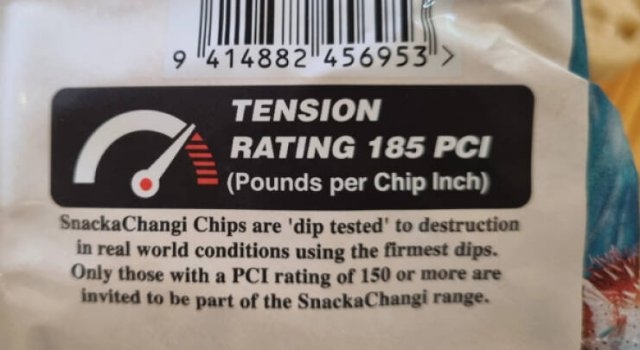 9 414882 456953 >
TENSION
RATING 185 PCI
(Pounds per Chip Inch)
SnackaChangi Chips are 'dip tested' to destruction
in real world conditions using the firmest dips.
Only those with a PCI rating of 150 or more are
invited to be part of the SnackaChangi range.